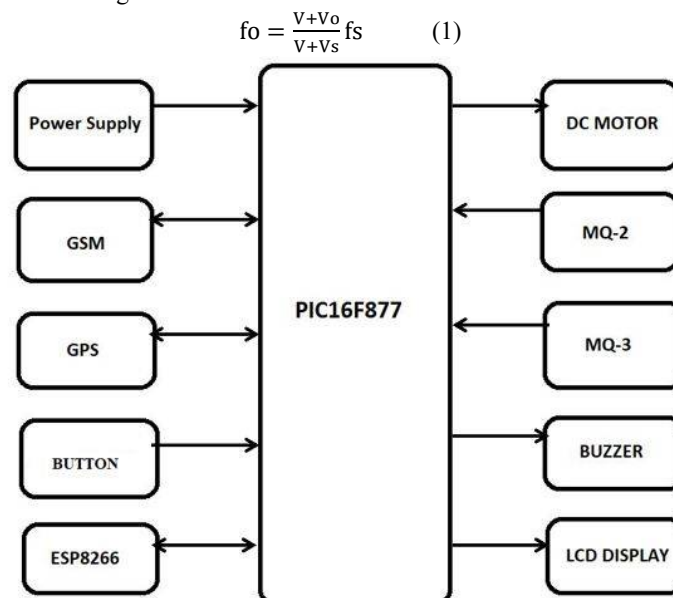 fo = V+Vo / V+Vs fs (1)
Power Supply
GSM
GPS
BUTTON
ESP8266
PIC16F877
DC MOTOR
MQ-2
MQ-3
BUZZER
LCD DISPLAY